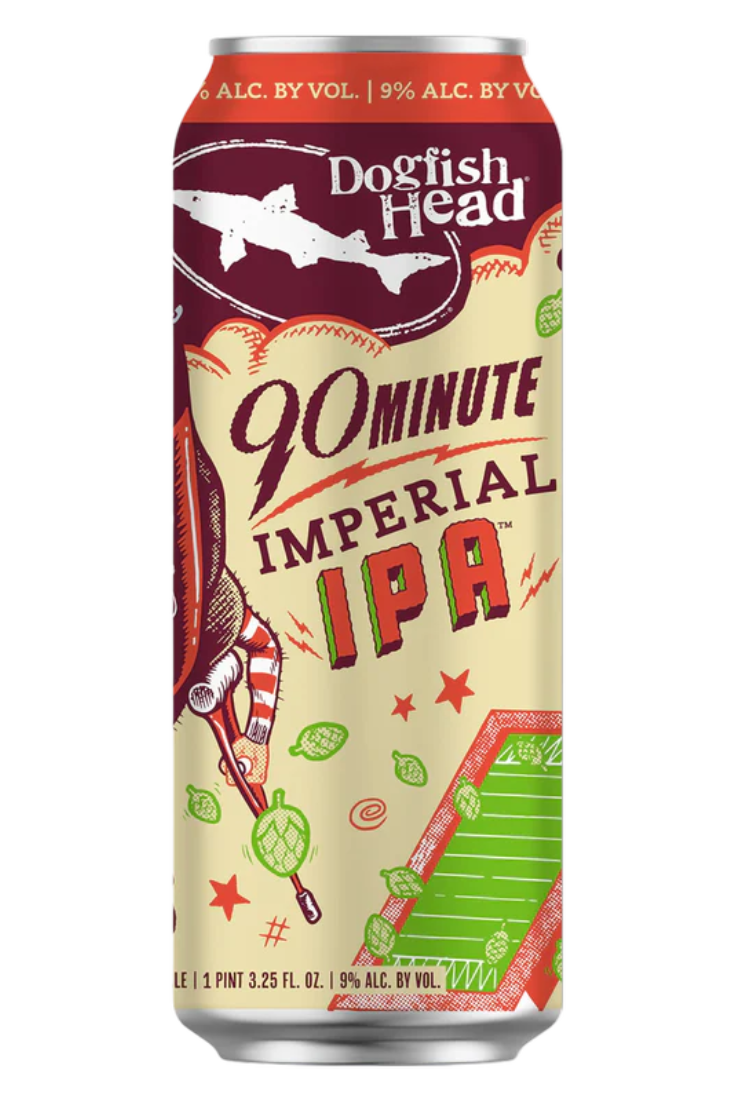 % ALC. BY VOL. | 9% ALC. BY VO
Dogfish
Head
90 MINUTE
IMPERIAL
IPA™
#
LE | 1 PINT 3.25 FL. OZ. | 9% ALC. BY VOL.